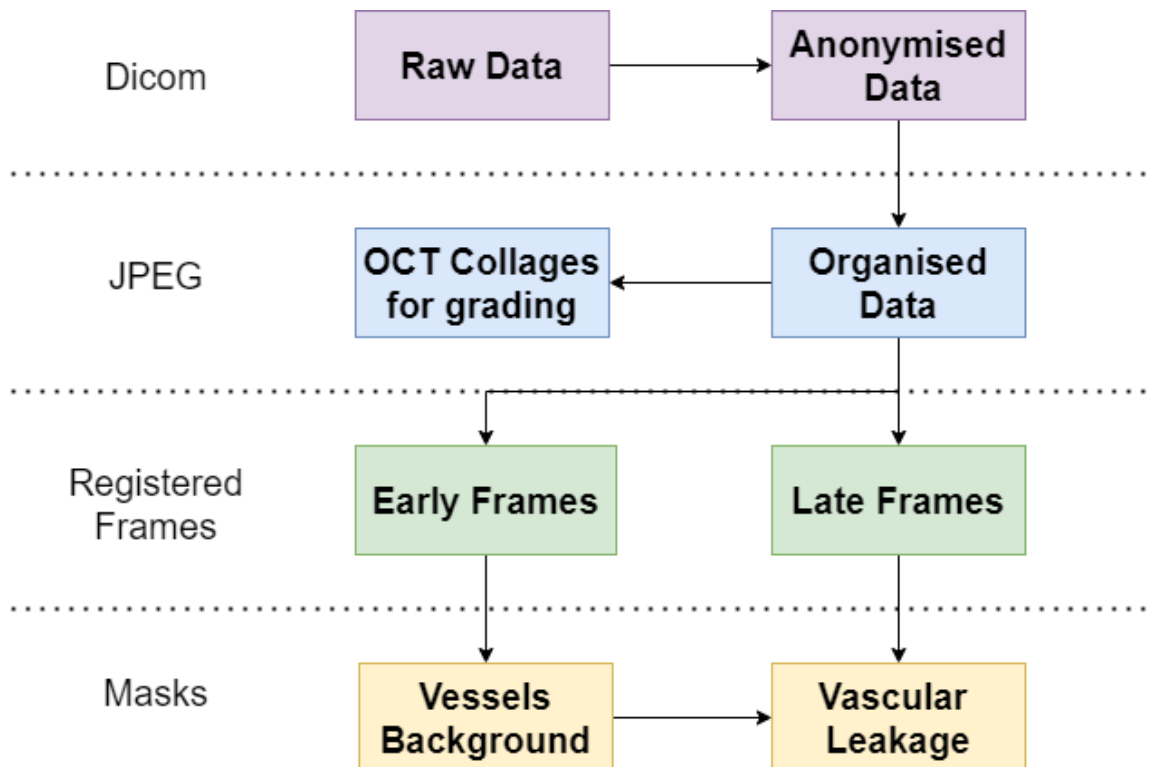 Dicom
Raw Data
Anonymised
Data
JPEG
OCT Collages
for grading
Organised
Data
Registered
Frames
Early Frames
Late Frames
Masks
Vessels
Background
Vascular
Leakage